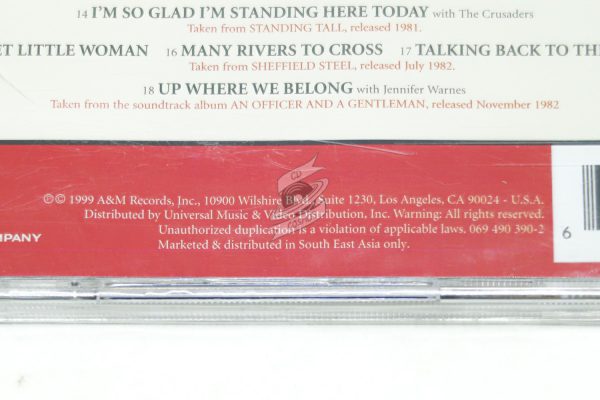 14 I'M SO GLAD I'M STANDING HERE TODAY with The Crusaders
Taken from STANDING TALL, released 1981.
ET LITTLE WOMAN 16 MANY RIVERS TO CROSS 17 TALKING BACK TO THE
Taken from SHEFFIELD STEEL, released July 1982.
18 UP WHERE WE BELONG with Jennifer Warnes
Taken from the soundtrack album AN OFFICER AND A GENTLEMAN, released November 1982
CD
℗© 1999 A&M Records, Inc., 10900 Wilshire Blvd., Suite 1230, Los Angeles, CA 90024 - U.S.A.
Distributed by Universal Music & Video Distribution, Inc. Warning: All rights reserved.
Unauthorized duplication is a violation of applicable laws. 069 490 390-2
Marketed & distributed in South East Asia only.
MPANY
6